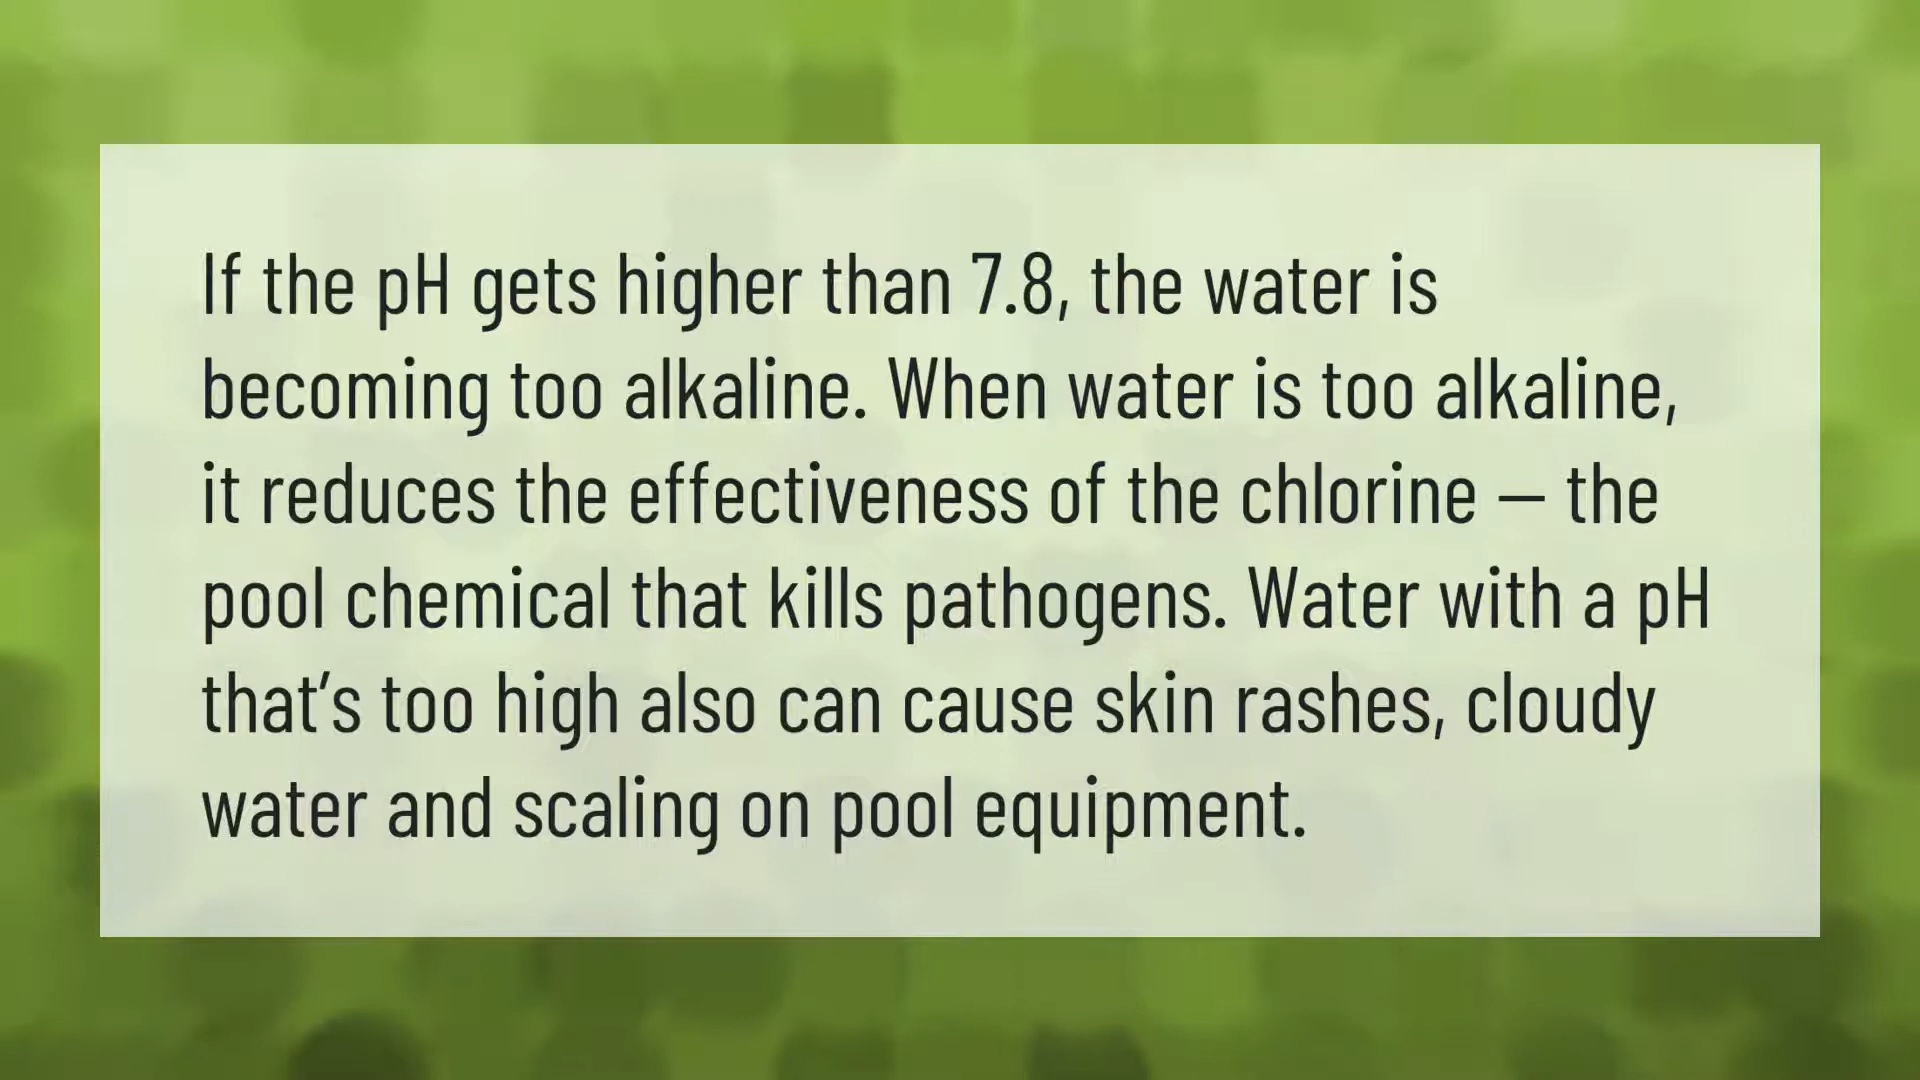 If the pH gets higher than 7.8, the water is
becoming too alkaline. When water is too alkaline,
it reduces the effectiveness of the chlorine — the
pool chemical that kills pathogens. Water with a pH
that’s too high also can cause skin rashes, cloudy
water and scaling on pool equipment.